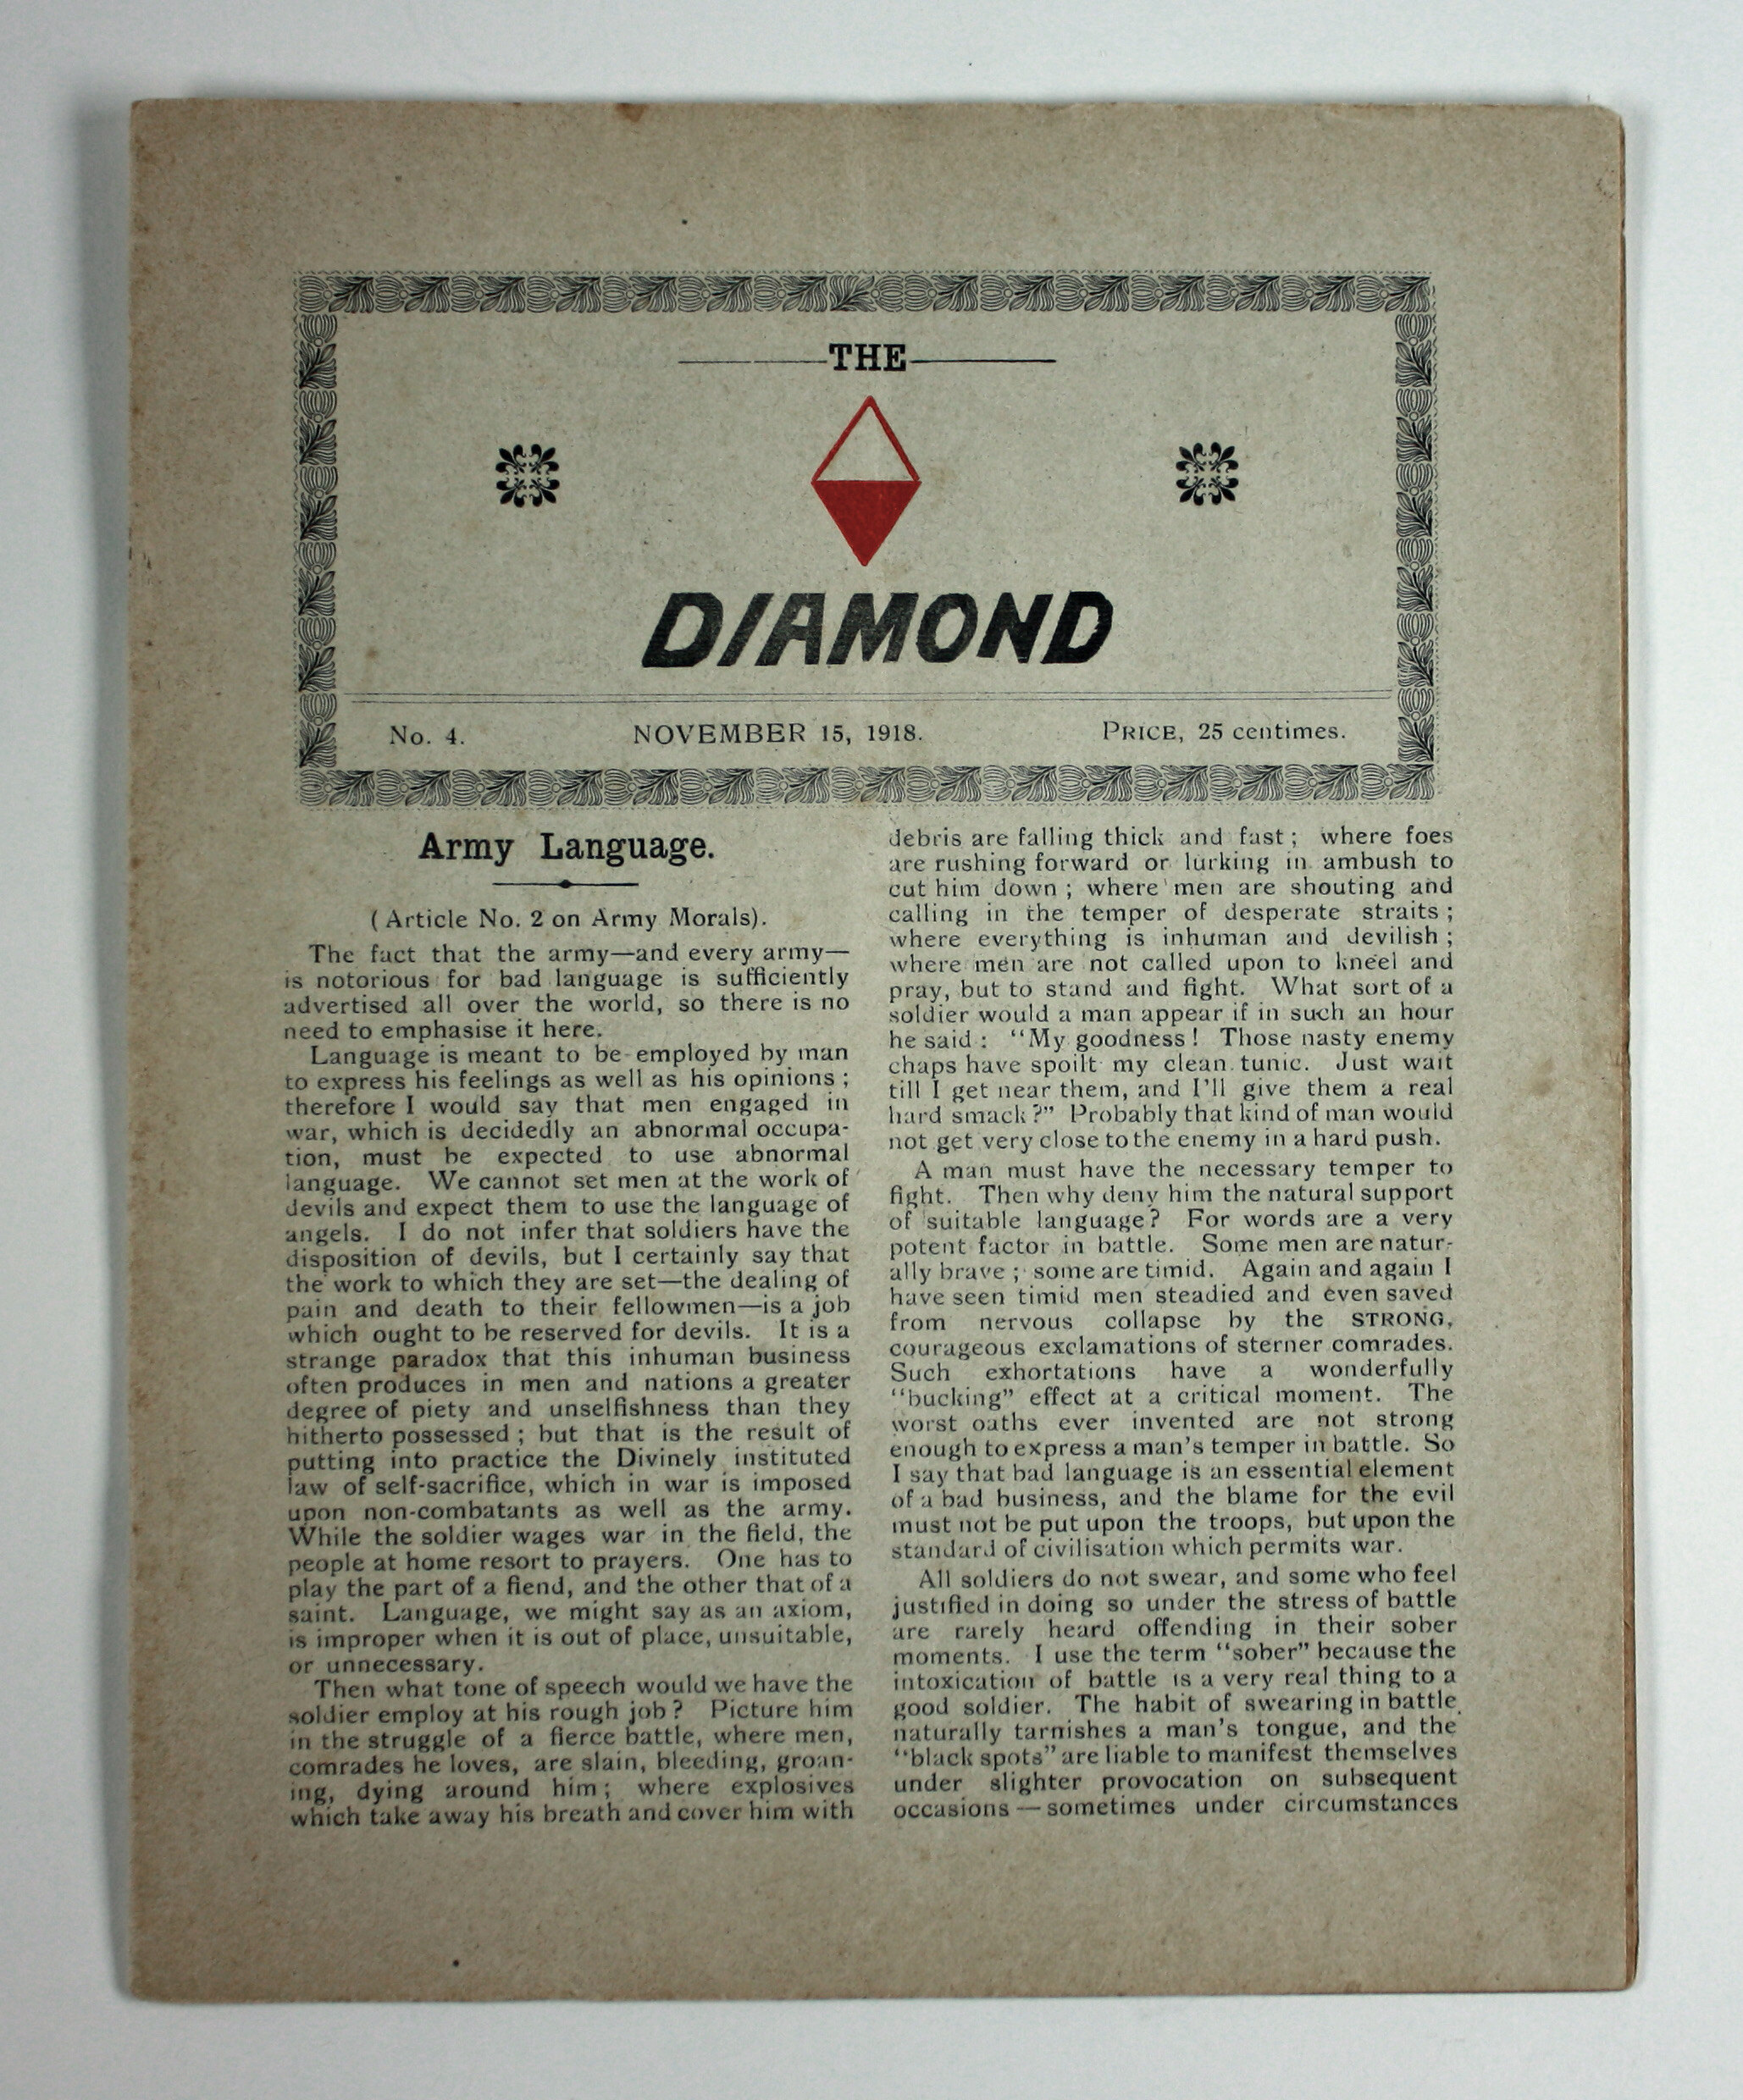 THE
DIAMOND
No. 4.
NOVEMBER 15, 1918.
PRICE, 25 centimes.
Army Language.
(Article No. 2 on Army Morals).
The fact that the army—and every army—
is notorious for bad language is sufficiently
advertised all over the world, so there is no
need to emphasise it here.
Language is meant to be employed by man
to express his feelings as well as his opinions;
therefore I would say that men engaged in
war, which is decidedly an abnormal occupa-
tion, must be expected to use abnormal
language. We cannot set men at the work of
devils and expect them to use the language of
angels. I do not infer that soldiers have the
disposition of devils, but I certainly say that
the work to which they are set—the dealing of
pain and death to their fellowmen—is a job
which ought to be reserved for devils. It is a
strange paradox that this inhuman business
often produces in men and nations a greater
degree of piety and unselfishness than they
hitherto possessed; but that is the result of
putting into practice the Divinely instituted
law of self-sacrifice, which in war is imposed
upon non-combatants as well as the army.
While the soldier wages war in the field, the
people at home resort to prayers. One has to
play the part of a fiend, and the other that of a
saint. Language, we might say as an axiom,
is improper when it is out of place, unsuitable,
or unnecessary.
Then what tone of speech would we have the
soldier employ at his rough job? Picture him
in the struggle of a fierce battle, where men,
comrades he loves, are slain, bleeding, groan-
ing, dying around him; where explosives
which take away his breath and cover him with
debris are falling thick and fast; where foes
are rushing forward or lurking in ambush to
cut him down; where men are shouting and
calling in the temper of desperate straits;
where everything is inhuman and devilish;
where men are not called upon to kneel and
pray, but to stand and fight. What sort of a
soldier would a man appear if in such an hour
he said: "My goodness! Those nasty enemy
chaps have spoilt my clean tunic. Just wait
till I get near them, and I'll give them a real
hard smack?" Probably that kind of man would
not get very close to the enemy in a hard push.
A man must have the necessary temper to
fight. Then why deny him the natural support
of suitable language? For words are a very
potent factor in battle. Some men are natur-
ally brave; some are timid. Again and again I
have seen timid men steadied and even saved
from nervous collapse by the STRONG,
courageous exclamations of sterner comrades.
Such exhortations have a wonderfully
"bucking" effect at a critical moment. The
worst oaths ever invented are not strong
enough to express a man's temper in battle. So
I say that bad language is an essential element
of a bad business, and the blame for the evil
must not be put upon the troops, but upon the
standard of civilisation which permits war.
All soldiers do not swear, and some who feel
justified in doing so under the stress of battle
are rarely heard offending in their sober
moments. I use the term "sober" because the
intoxication of battle is a very real thing to a
good soldier. The habit of swearing in battle
naturally tarnishes a man's tongue, and the
"black spots" are liable to manifest themselves
under slighter provocation on subsequent
occasions—sometimes under circumstances